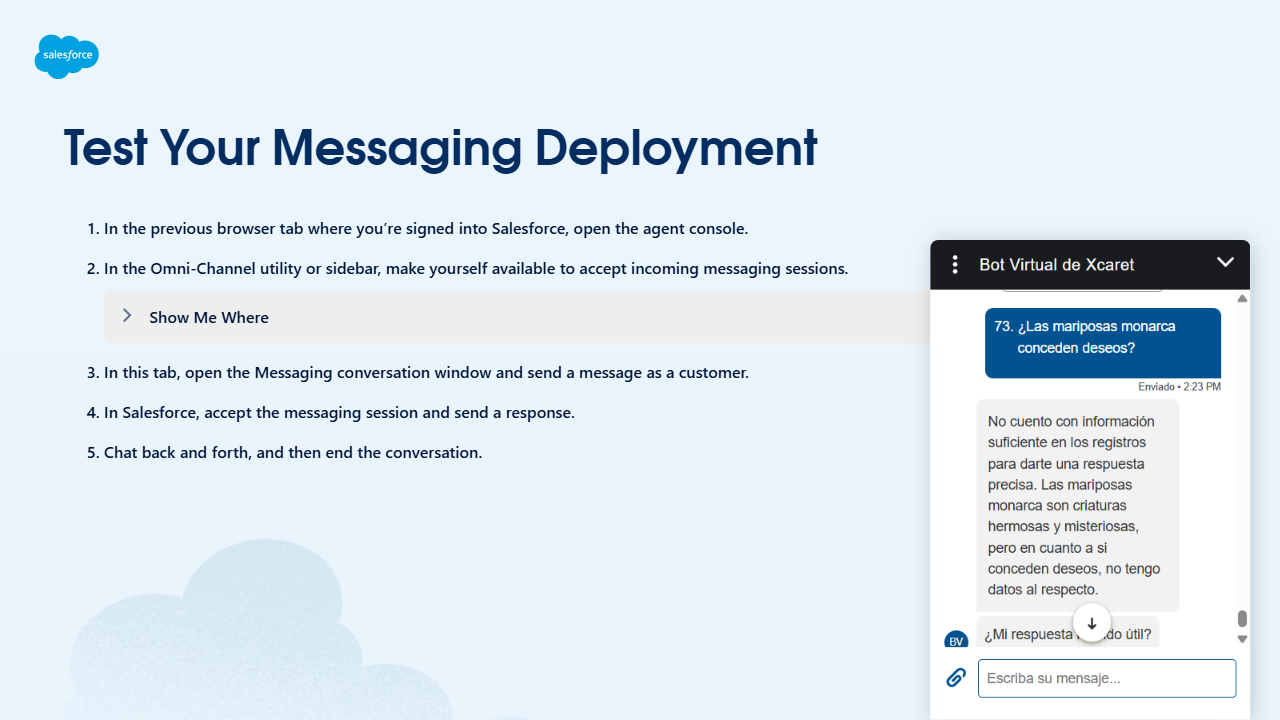 salesforce
Test Your Messaging Deployment
1. In the previous browser tab where you’re signed into Salesforce, open the agent console.
2. In the Omni-Channel utility or sidebar, make yourself available to accept incoming messaging sessions.
Show Me Where
3. In this tab, open the Messaging conversation window and send a message as a customer.
4. In Salesforce, accept the messaging session and send a response.
5. Chat back and forth, and then end the conversation.
Bot Virtual de Xcaret
73. ¿Las mariposas monarca
conceden deseos?
Enviado • 2:23 PM
No cuento con información
suficiente en los registros
para darte una respuesta
precisa. Las mariposas
monarca son criaturas
hermosas y misteriosas,
pero en cuanto a si
conceden deseos, no tengo
datos al respecto.
¿Mi respuesta útil?
BV
Escriba su mensaje...